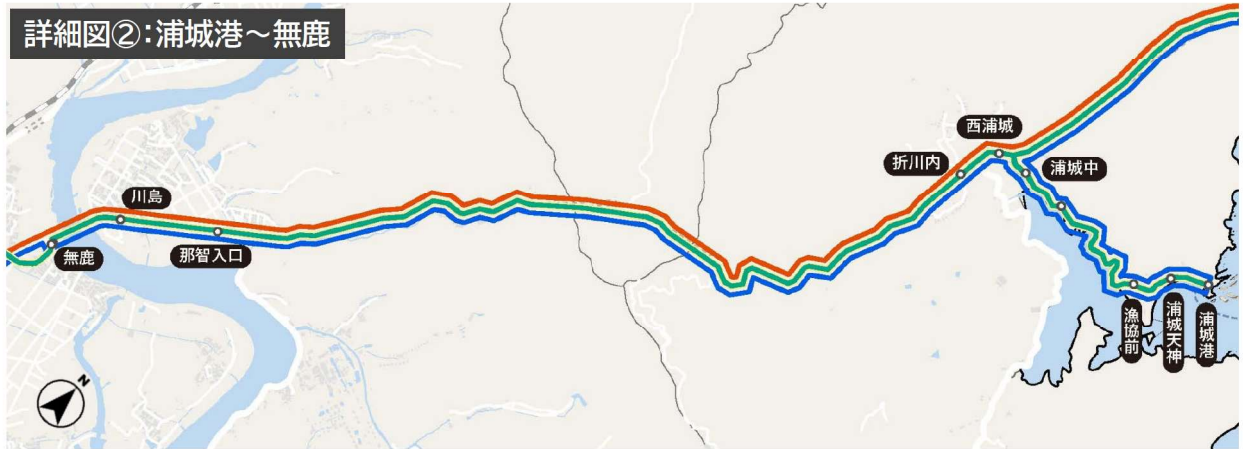 詳細図②：浦城港～無鹿
西浦城
折川内
浦城中
川島
無鹿
那智入口
漁協前
浦城天神
浦城港
N